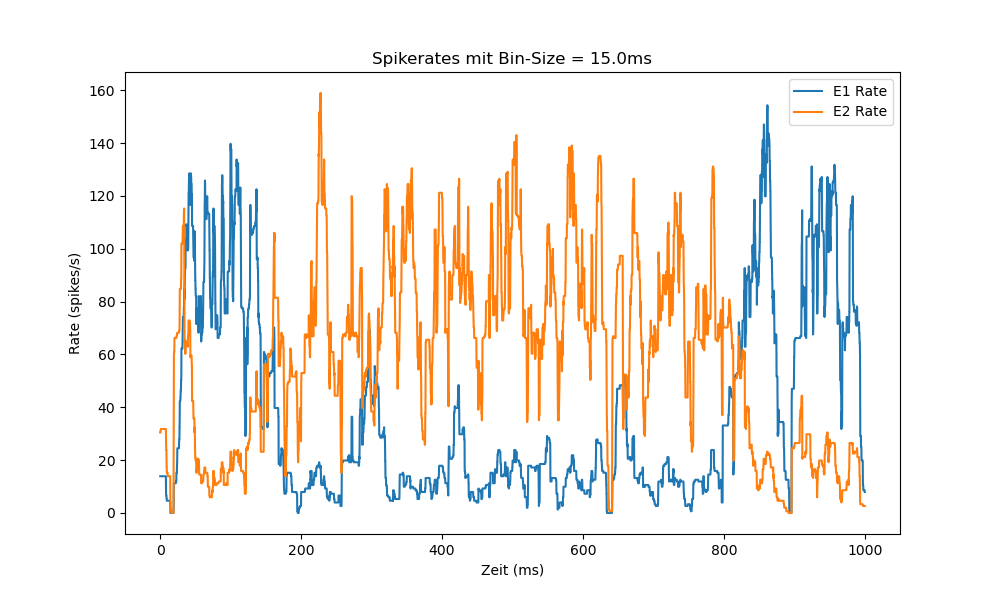 Spikerates mit Bin-Size = 15.0ms
E1 Rate
E2 Rate
160
140
120
100
80
60
40
20
0
Rate (spikes/s)
0 200 400 600 800 1000
Zeit (ms)